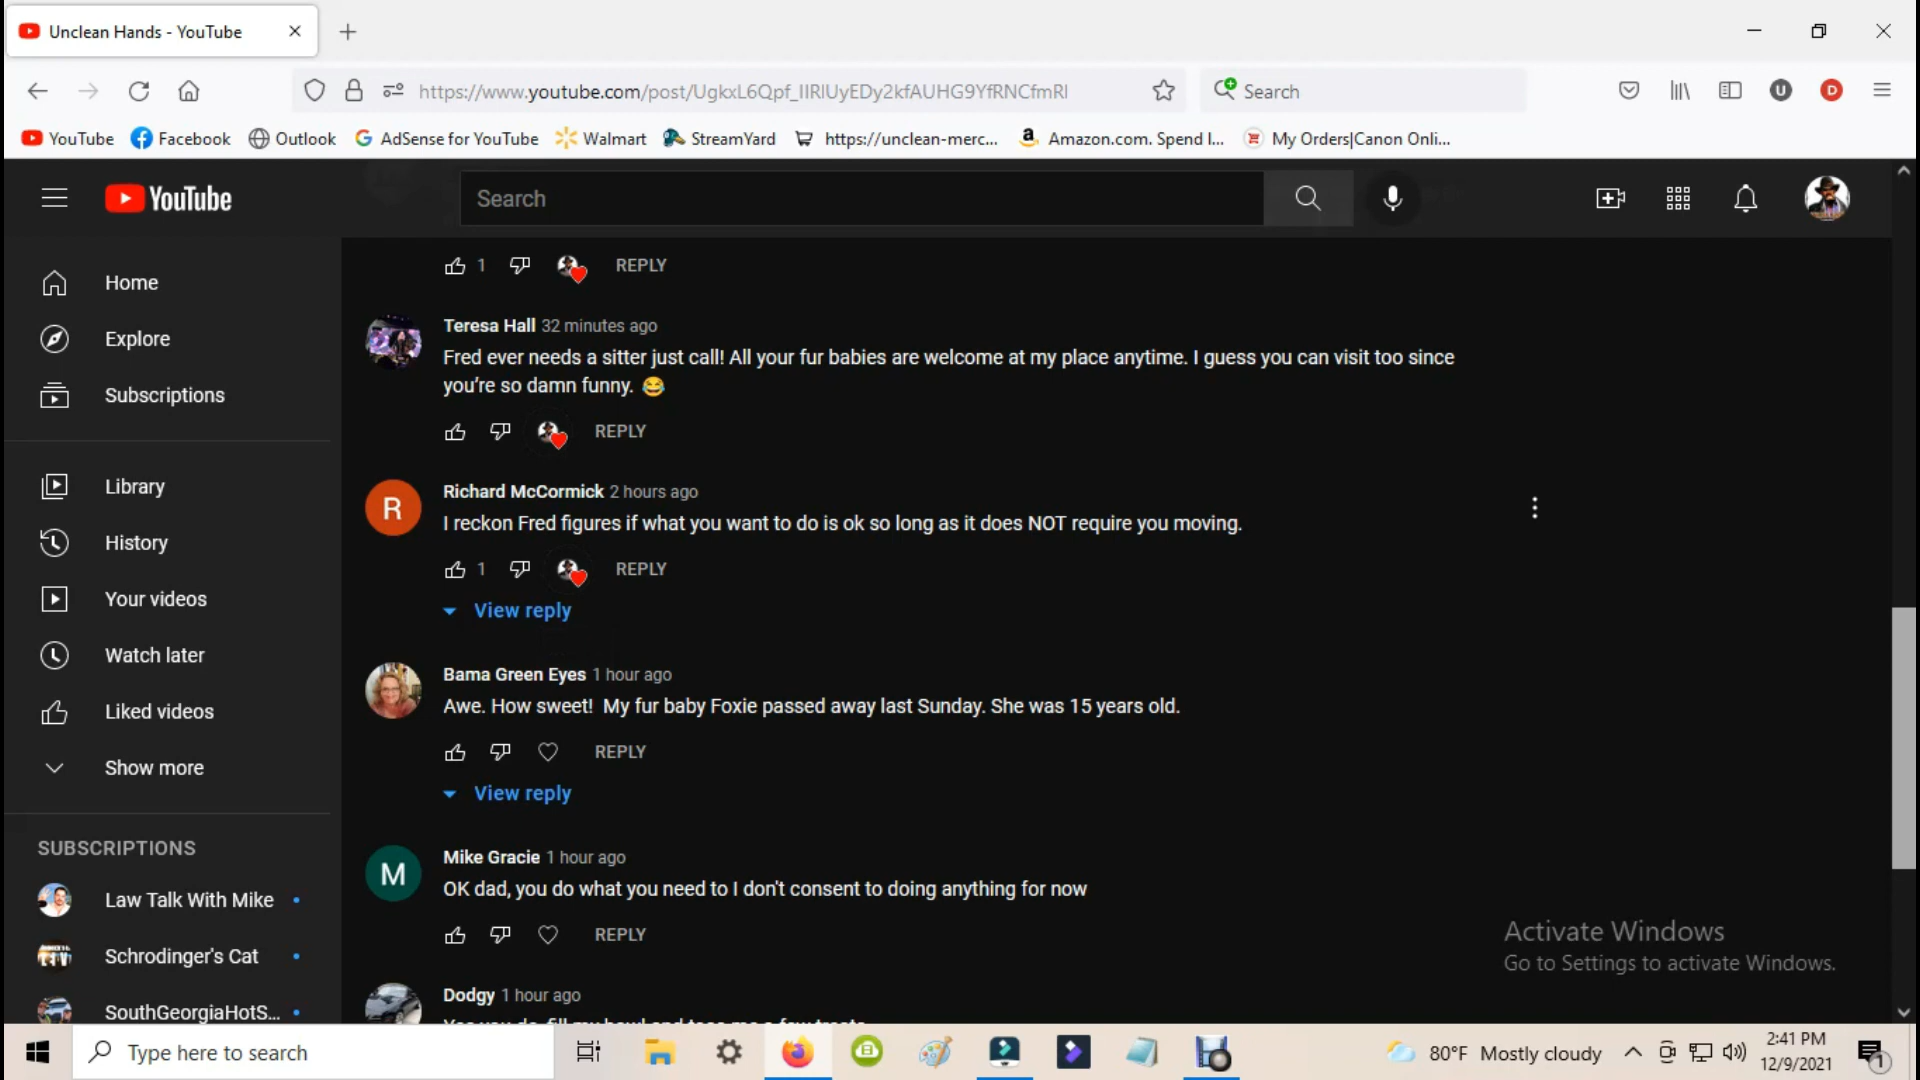 Unclean Hands - YouTube
https://www.youtube.com/post/UgkxL6Qpf_IIRIUyEDy2kfAUHG9YfRNCfmRl
Search
YouTube
Facebook
Outlook
AdSense for YouTube
Walmart
StreamYard
https://unclean-merc...
Amazon.com. Spend l...
My Orders|Canon Onli...
YouTube
Search
Home
Explore
Subscriptions
Library
History
Your videos
Watch later
Liked videos
Show more
SUBSCRIPTIONS
Law Talk With Mike
Schrodinger's Cat
SouthGeorgiaHotS...
1 REPLY
Teresa Hall 32 minutes ago
Fred ever needs a sitter just call! All your fur babies are welcome at my place anytime. I guess you can visit too since
you're so damn funny. 😂
REPLY
R
Richard McCormick 2 hours ago
I reckon Fred figures if what you want to do is ok so long as it does NOT require you moving.
1 REPLY
View reply
Bama Green Eyes 1 hour ago
Awe. How sweet!  My fur baby Foxie passed away last Sunday. She was 15 years old.
REPLY
View reply
M
Mike Gracie 1 hour ago
OK dad, you do what you need to I don't consent to doing anything for now
REPLY
Dodgy 1 hour ago
Activate Windows
Go to Settings to activate Windows.
Type here to search
80°F Mostly cloudy
2:41 PM
12/9/2021
1